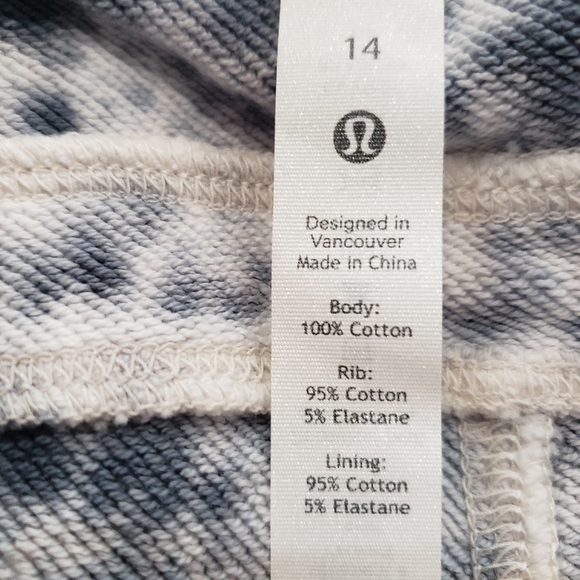 14
Designed in
Vancouver
Made in China
Body:
100% Cotton
Rib:
95% Cotton
5% Elastane
Lining:
95% Cotton
5% Elastane